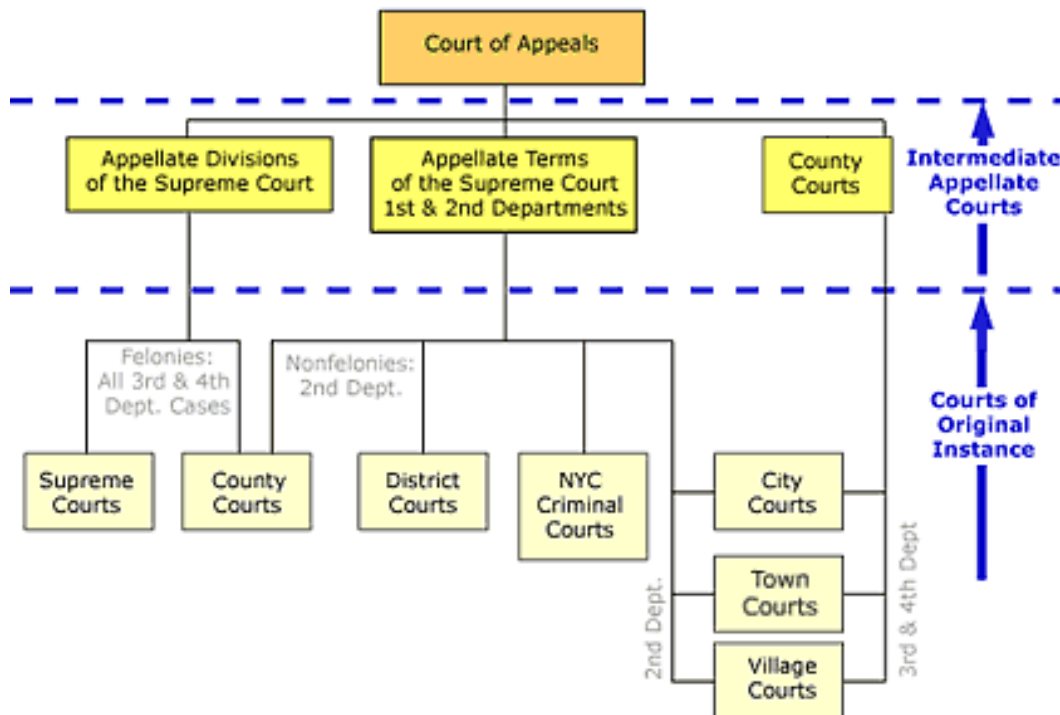 Court of Appeals
Appellate Divisions
of the Supreme Court
Appellate Terms
of the Supreme Court
1st & 2nd Departments
County
Courts
Intermediate
Appellate
Courts
Felonies:
All 3rd & 4th
Dept. Cases
Nonfelonies:
2nd Dept.
Courts of
Original
Instance
Supreme
Courts
County
Courts
District
Courts
NYC
Criminal
Courts
City
Courts
Town
Courts
Village
Courts
2nd Dept.
3rd & 4th Dept